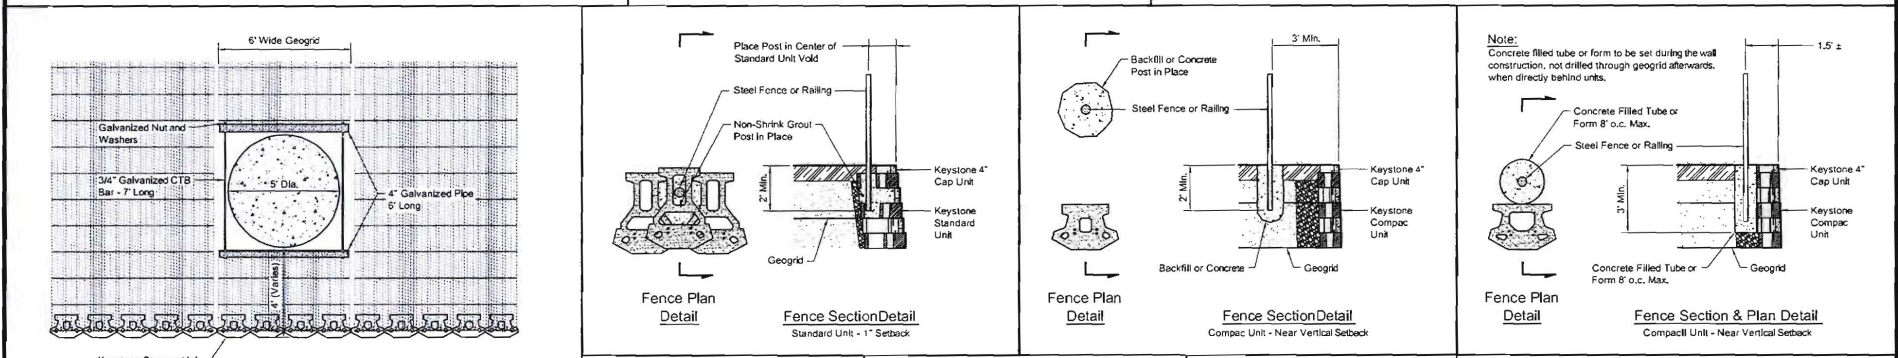 6' Wide Geogrid
Galvanized Nut and
Washers
3/4" Galvanized CTB
Bar - 7' Long
5' Dia.
4" Galvanized Pipe
6' Long
4' (Varies)
Place Post in Center of
Standard Unit Void
Steel Fence or Railing
Non-Shrink Grout
Post in Place
2' Min.
Keystone 4"
Cap Unit
Keystone
Standard
Unit
Geogrid
Fence Plan
Detail
Fence Section Detail
Standard Unit - 1" Setback
3' Min.
Backfill or Concrete
Post in Place
Steel Fence or Railing
2' Min.
Keystone 4"
Cap Unit
Keystone
Compac
Unit
Backfill or Concrete
Geogrid
Fence Plan
Detail
Fence Section Detail
Compac Unit - Near Vertical Setback
Note:
Concrete filled tube or form to be set during the wall
construction, not drilled through geogrid afterwards.
when directly behind units.
1.5' ±
Concrete Filled Tube or
Form 8' o.c. Max.
Steel Fence or Railing
3' Min.
Keystone 4"
Cap Unit
Keystone
Compac
Unit
Concrete Filled Tube or
Form 8' o.c. Max.
Geogrid
Fence Plan
Detail
Fence Section & Plan Detail
CompacII Unit - Near Vertical Setback